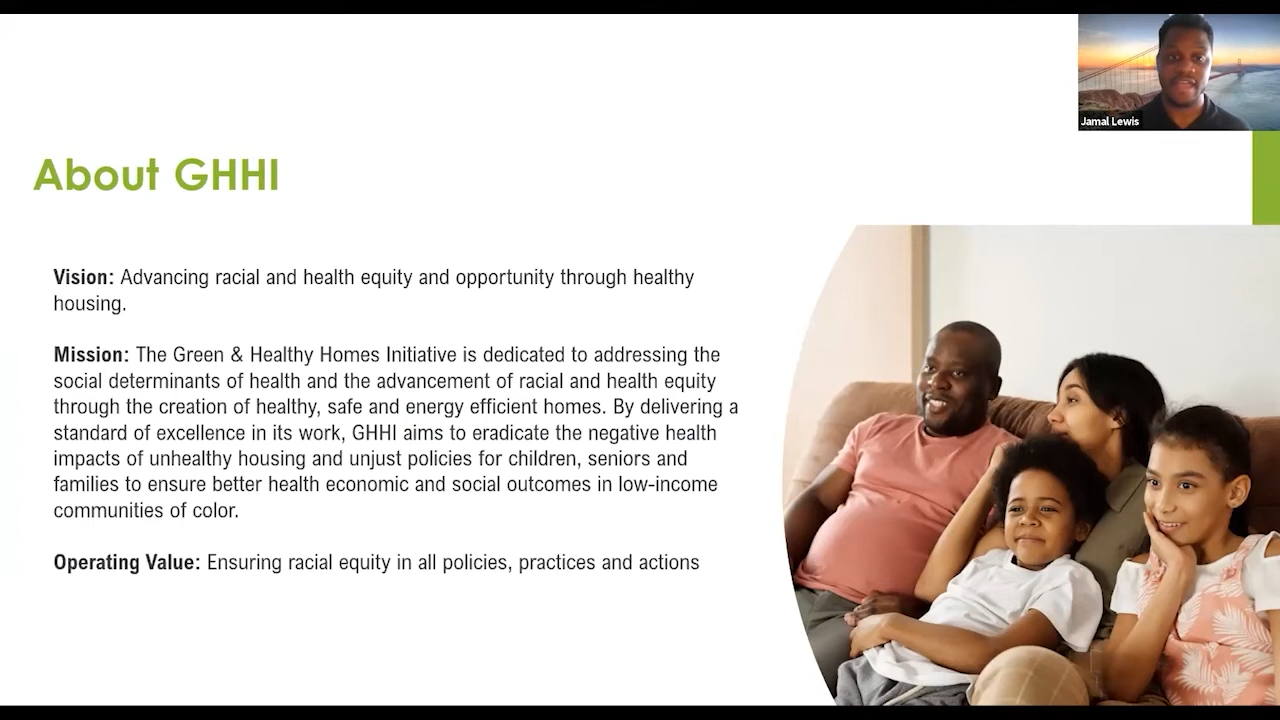 Jamal Lewis
About GHHI
Vision: Advancing racial and health equity and opportunity through healthy
housing.
Mission: The Green & Healthy Homes Initiative is dedicated to addressing the
social determinants of health and the advancement of racial and health equity
through the creation of healthy, safe and energy efficient homes. By delivering a
standard of excellence in its work, GHHI aims to eradicate the negative health
impacts of unhealthy housing and unjust policies for children, seniors and
families to ensure better health economic and social outcomes in low-income
communities of color.
Operating Value: Ensuring racial equity in all policies, practices and actions